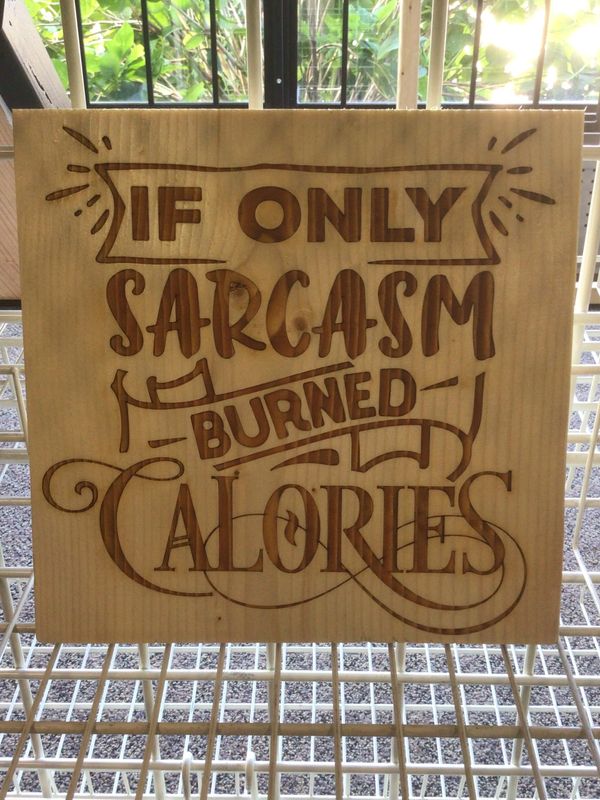 IF ONLY
SARCASM
BURNED
CALORIES